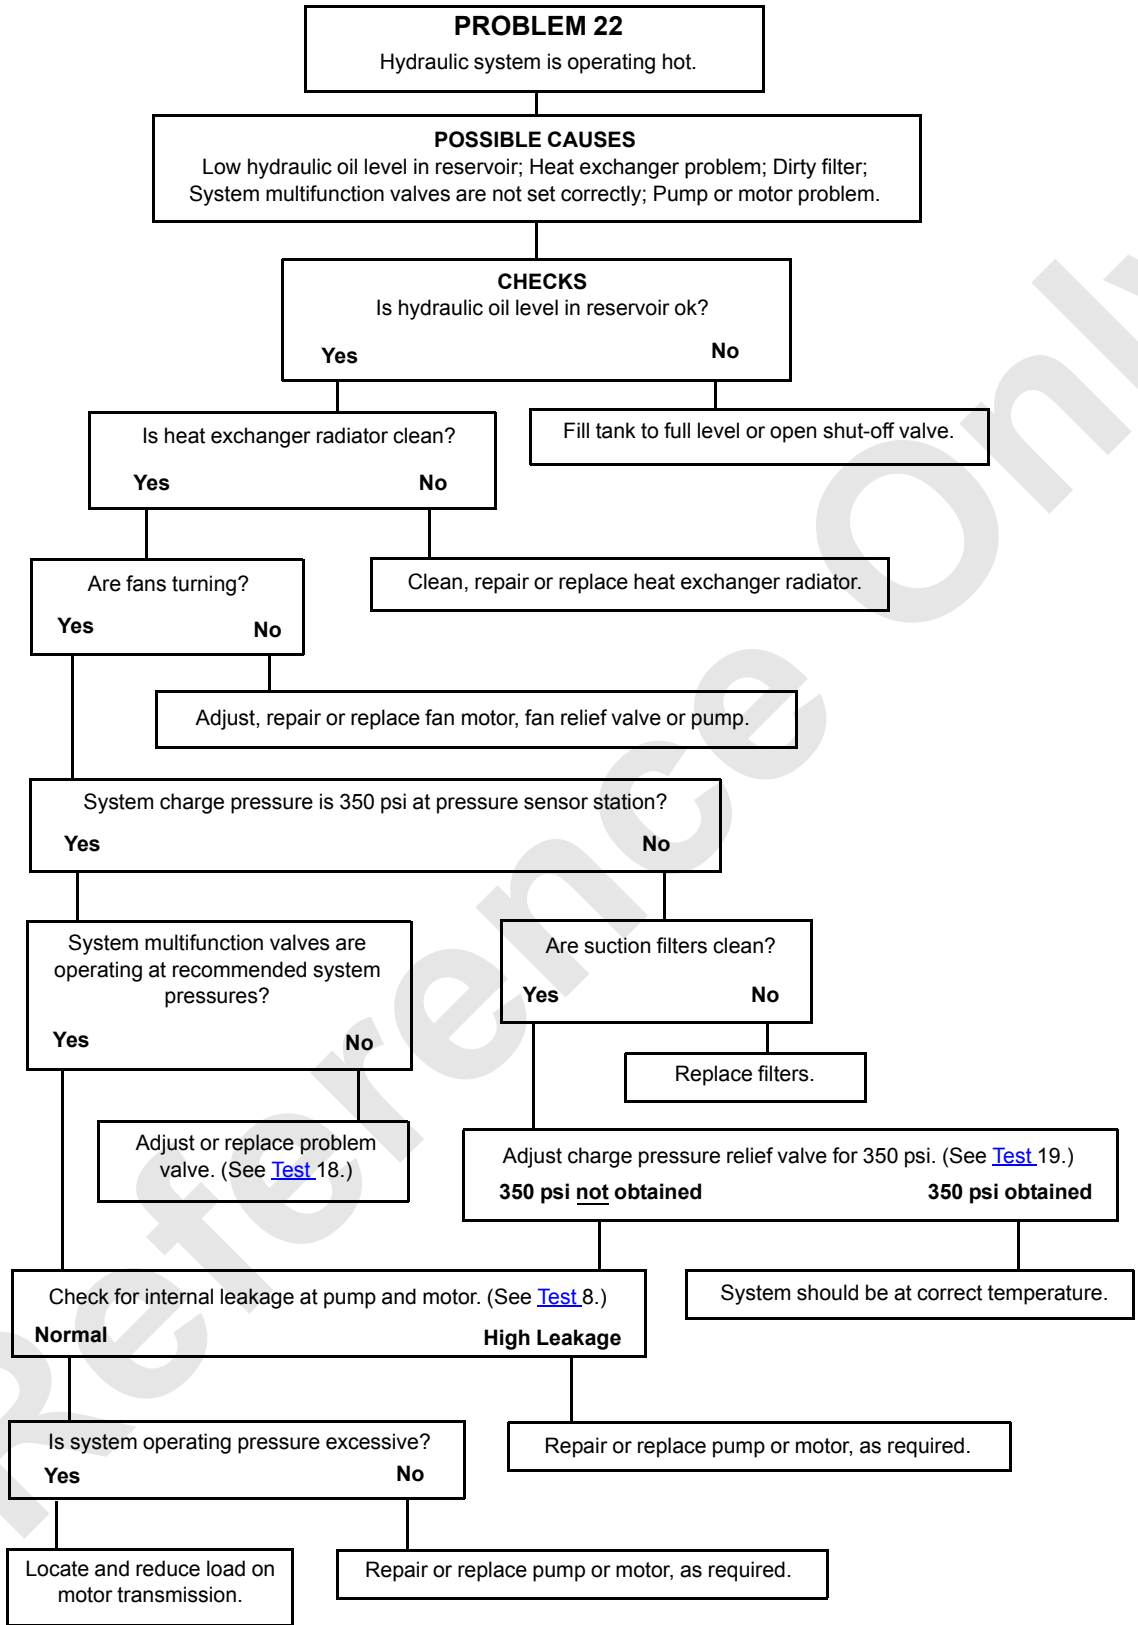 PROBLEM 22
Hydraulic system is operating hot.
POSSIBLE CAUSES
Low hydraulic oil level in reservoir; Heat exchanger problem; Dirty filter;
System multifunction valves are not set correctly; Pump or motor problem.
CHECKS
Is hydraulic oil level in reservoir ok?
Yes No
Is heat exchanger radiator clean?
Yes No
Fill tank to full level or open shut-off valve.
Are fans turning?
Yes No
Clean, repair or replace heat exchanger radiator.
Adjust, repair or replace fan motor, fan relief valve or pump.
System charge pressure is 350 psi at pressure sensor station?
Yes No
System multifunction valves are
operating at recommended system
pressures?
Yes No
Are suction filters clean?
Yes No
Replace filters.
Adjust or replace problem
valve. (See Test 18.)
Adjust charge pressure relief valve for 350 psi. (See Test 19.)
350 psi not obtained 350 psi obtained
Check for internal leakage at pump and motor. (See Test 8.)
Normal High Leakage
System should be at correct temperature.
Is system operating pressure excessive?
Yes No
Repair or replace pump or motor, as required.
Locate and reduce load on
motor transmission.
Repair or replace pump or motor, as required.
Reference Only